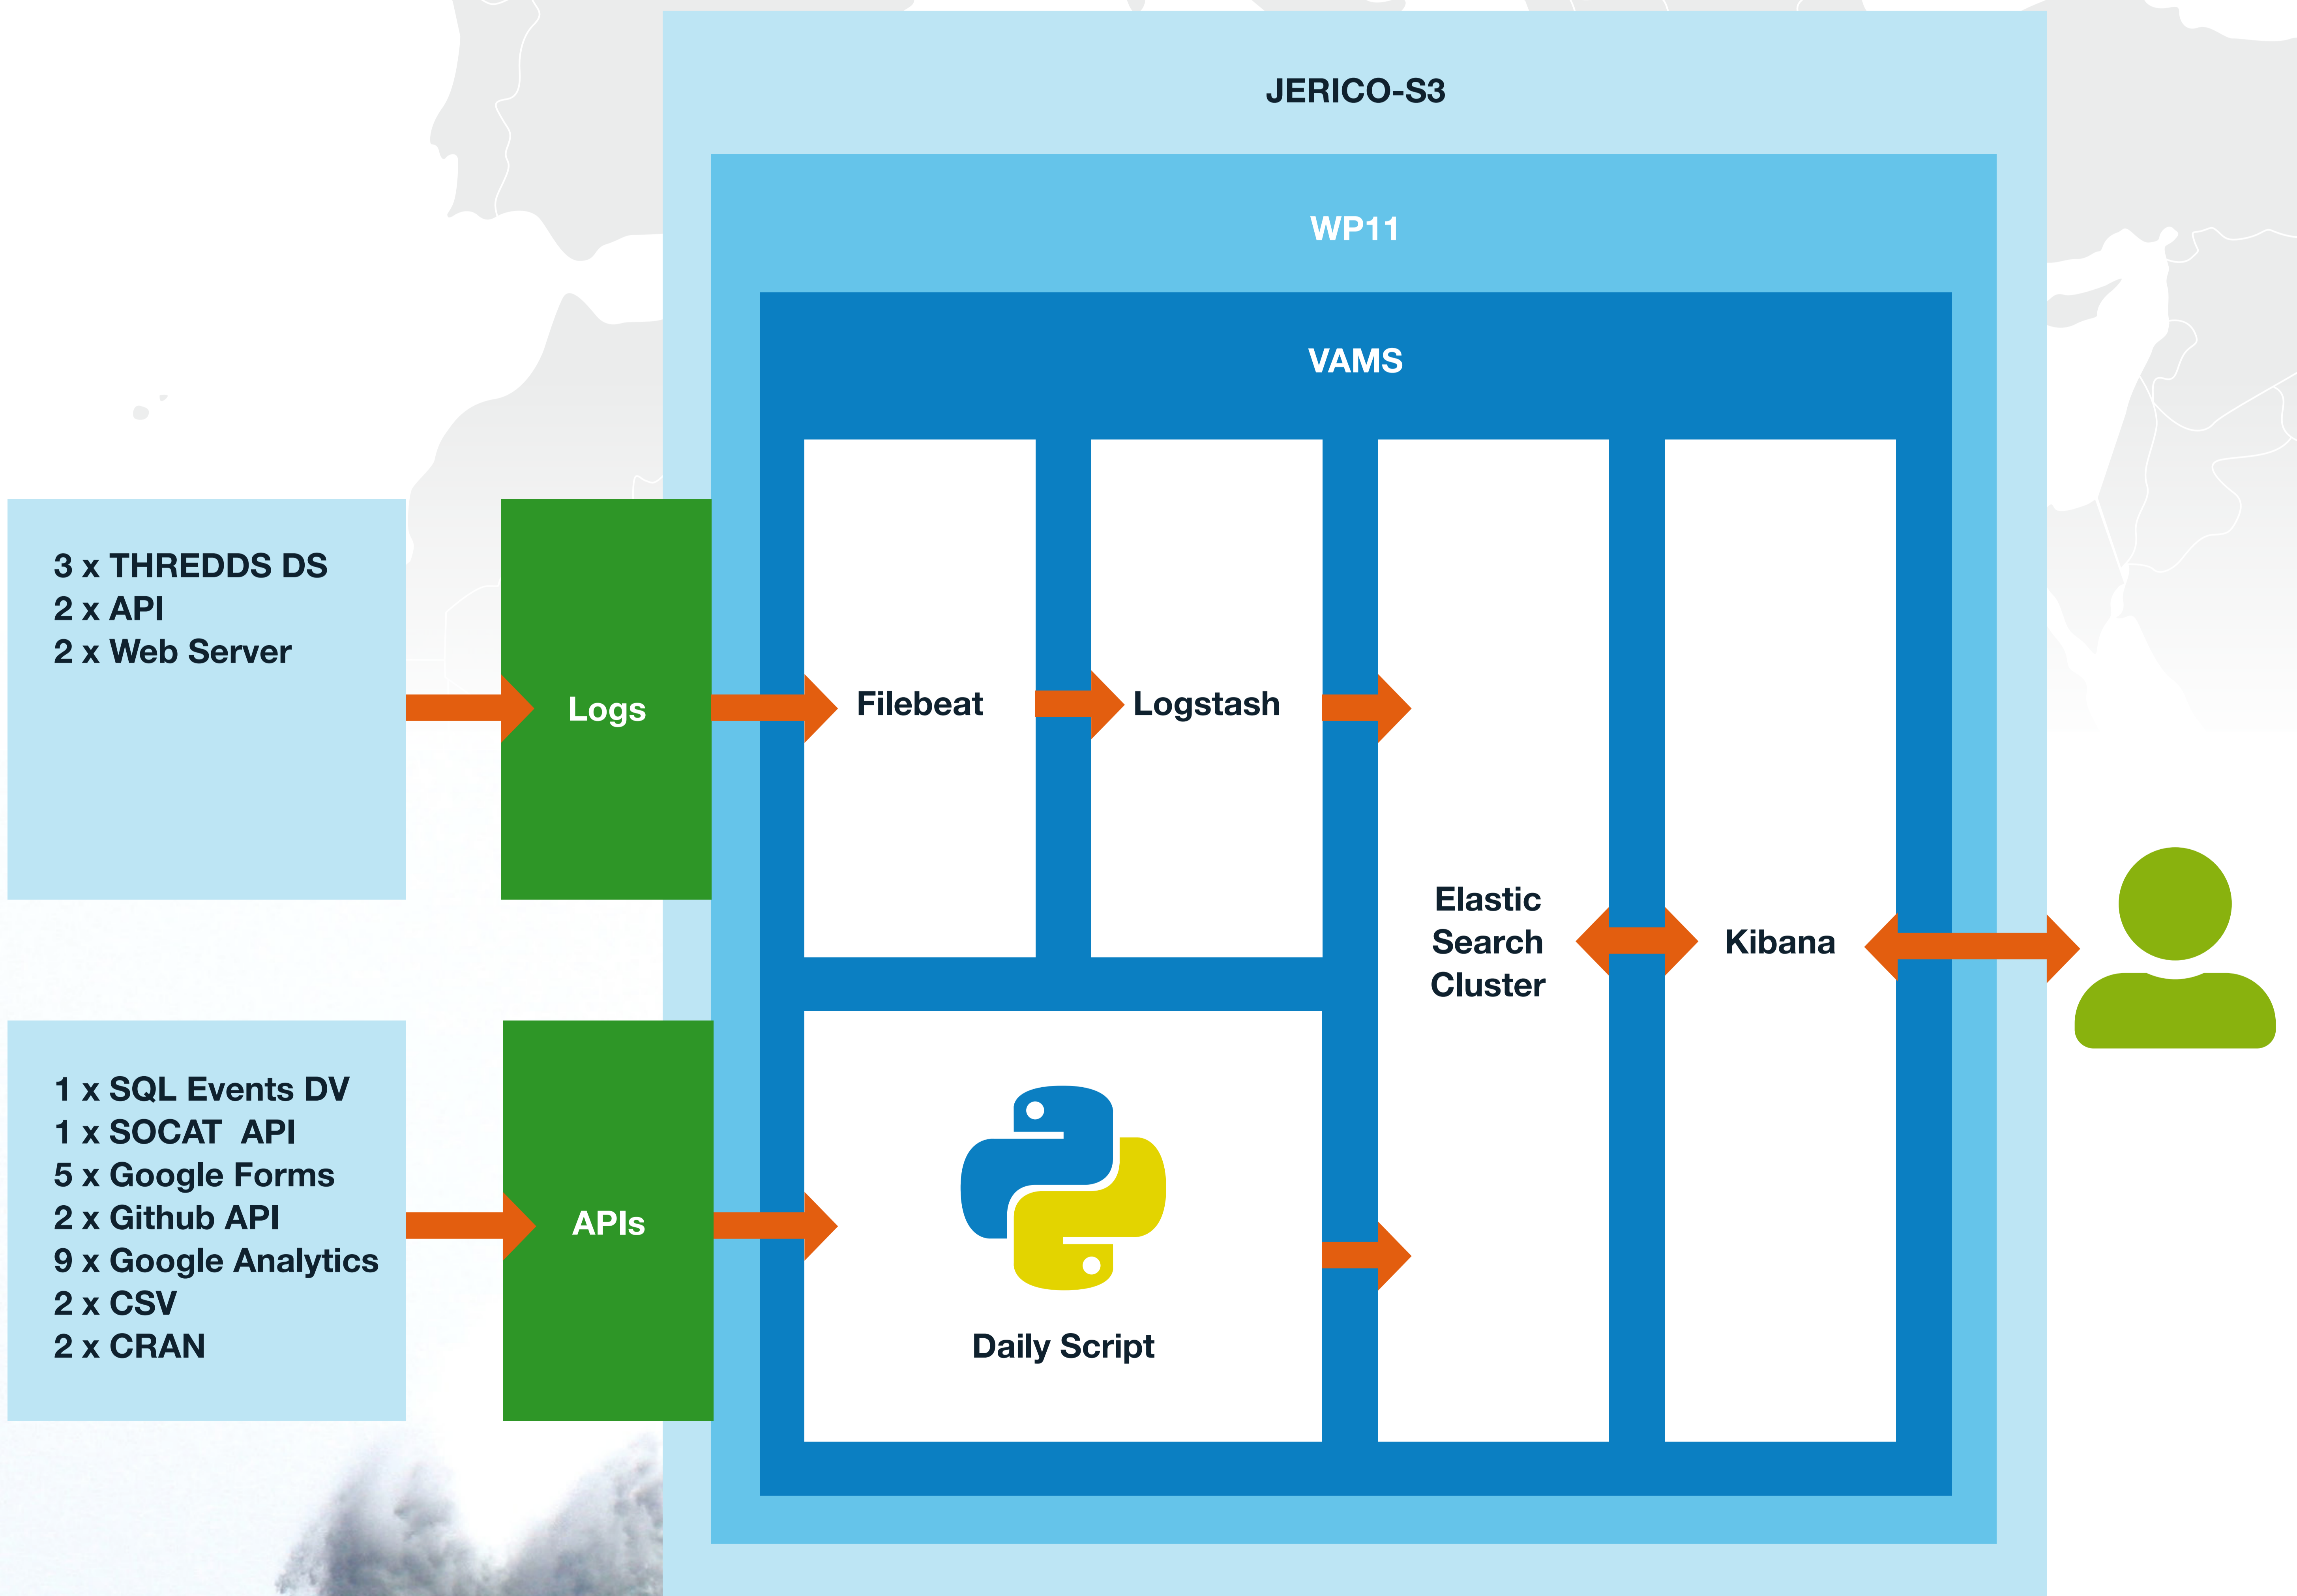 JERICO-S3
WP11
VAMS
3 x THREDDS DS
2 x API
2 x Web Server
Logs
Filebeat
Logstash
Elastic
Search
Cluster
Kibana
1 x SQL Events DV
1 x SOCAT API
5 x Google Forms
2 x Github API
9 x Google Analytics
2 x CSV
2 x CRAN
APIs
Daily Script